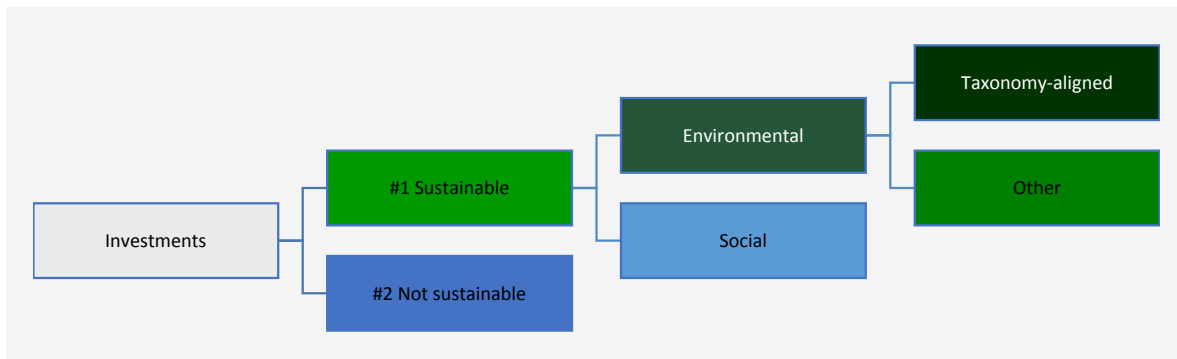 Investments
#1 Sustainable
#2 Not sustainable
Environmental
Social
Taxonomy-aligned
Other